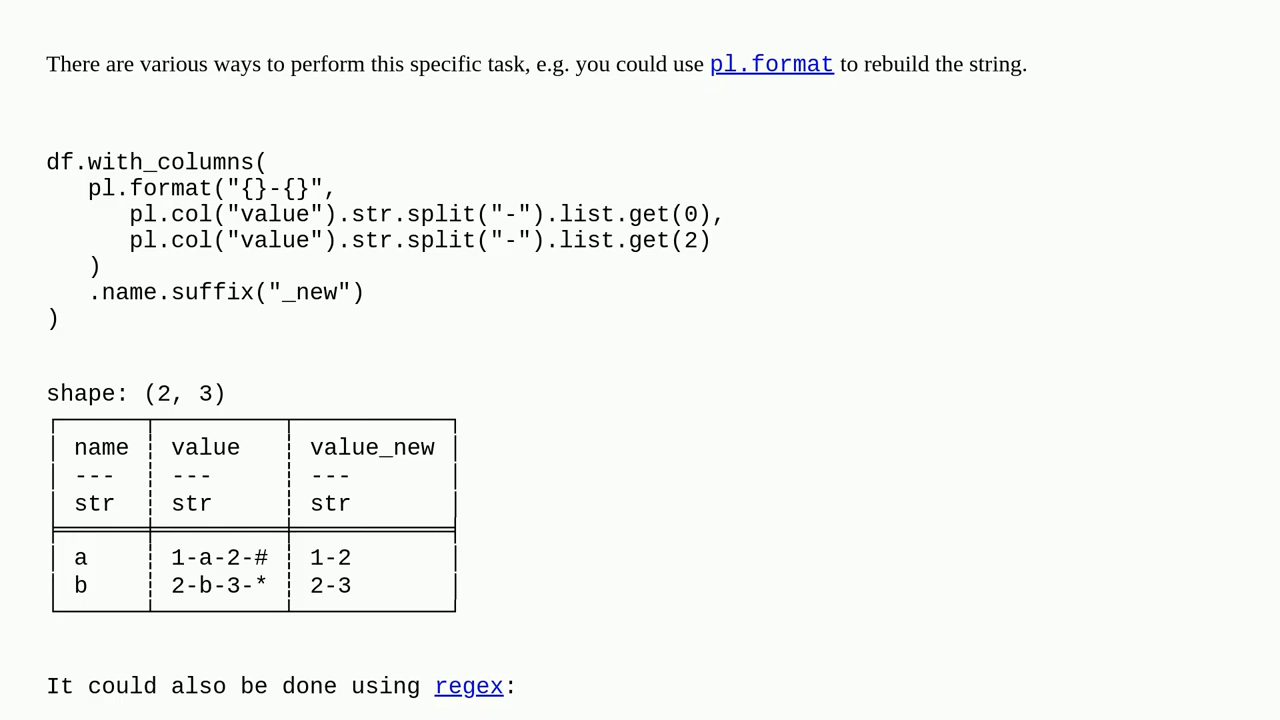 There are various ways to perform this specific task, e.g. you could use pl.format to rebuild the string.
df.with_columns(
   pl.format("{}-{}",
      pl.col("value").str.split("-").list.get(0),
      pl.col("value").str.split("-").list.get(2)
   )
   .name.suffix("_new")
)
shape: (2, 3)
┌──────┬─────────┬───────────┐
│ name ┆ value   ┆ value_new │
│ ---  ┆ ---     ┆ ---       │
│ str  ┆ str     ┆ str       │
╞══════╪═════════╪═══════════╡
│ a    ┆ 1-a-2-# ┆ 1-2       │
│ b    ┆ 2-b-3-* ┆ 2-3       │
└──────┴─────────┴───────────┘
It could also be done using regex: